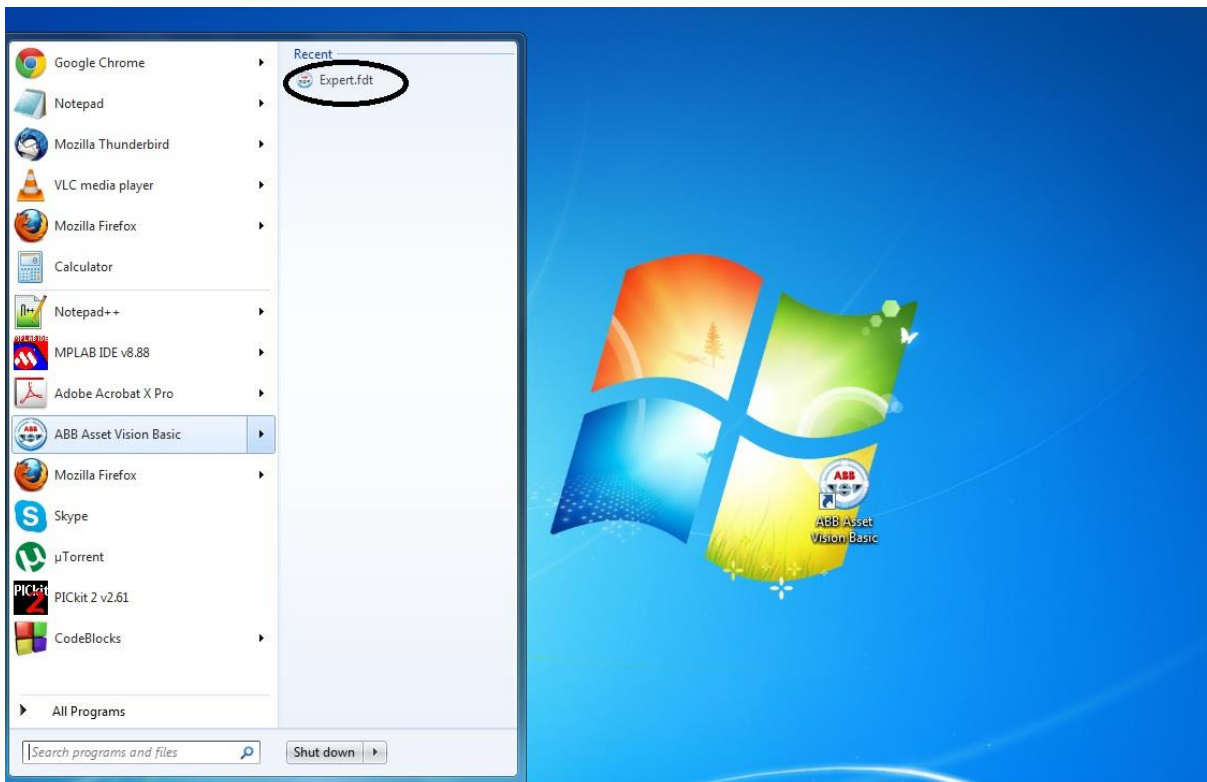 Google Chrome
Notepad
Mozilla Thunderbird
VLC media player
Mozilla Firefox
Calculator
Notepad++
MPLAB IDE v8.88
Adobe Acrobat X Pro
ABB Asset Vision Basic
Mozilla Firefox
Skype
µTorrent
PICkit 2 v2.61
CodeBlocks
All Programs
Search programs and files
Shut down
Recent
Expert.fdt
ABB
ABB Asset
Vision Basic